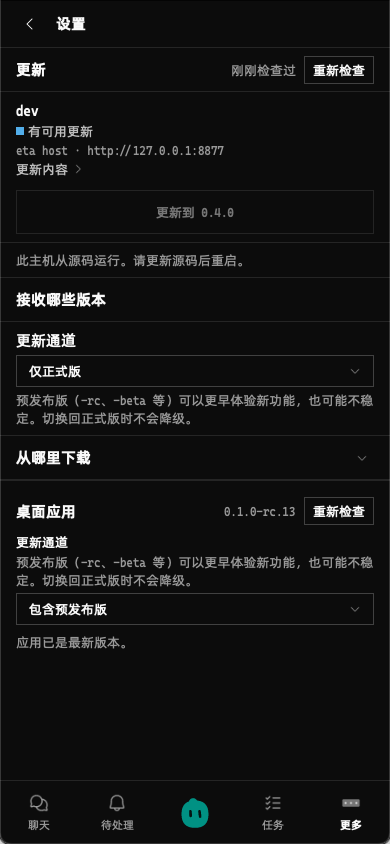 设置
更新 刚刚检查过 重新检查
dev
有可用更新
eta host · http://127.0.0.1:8877
更新内容
更新到 0.4.0
此主机从源码运行。请更新源码后重启。
接收哪些版本
更新通道
仅正式版
预发布版（-rc、-beta 等）可以更早体验新功能，也可能不稳
定。切换回正式版时不会降级。
从哪里下载
桌面应用 0.1.0-rc.13 重新检查
更新通道
预发布版（-rc、-beta 等）可以更早体验新功能，也可能不稳
定。切换回正式版时不会降级。
包含预发布版
应用已是最新版本。
聊天 待处理 任务 更多